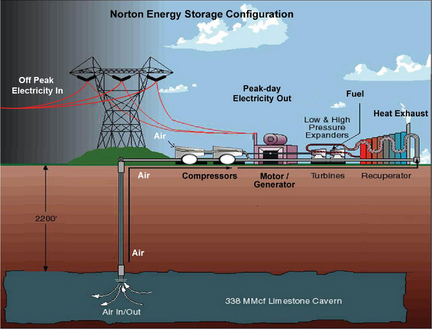 Norton Energy Storage Configuration
Off Peak
Electricity In
Peak-day
Electricity Out
Fuel
Low & High
Pressure
Expanders
Heat Exhaust
Air
Air
Compressors
Motor /
Generator
Turbines
Recuperator
2200'
Air
Air In/Out
338 MMcf Limestone Cavern